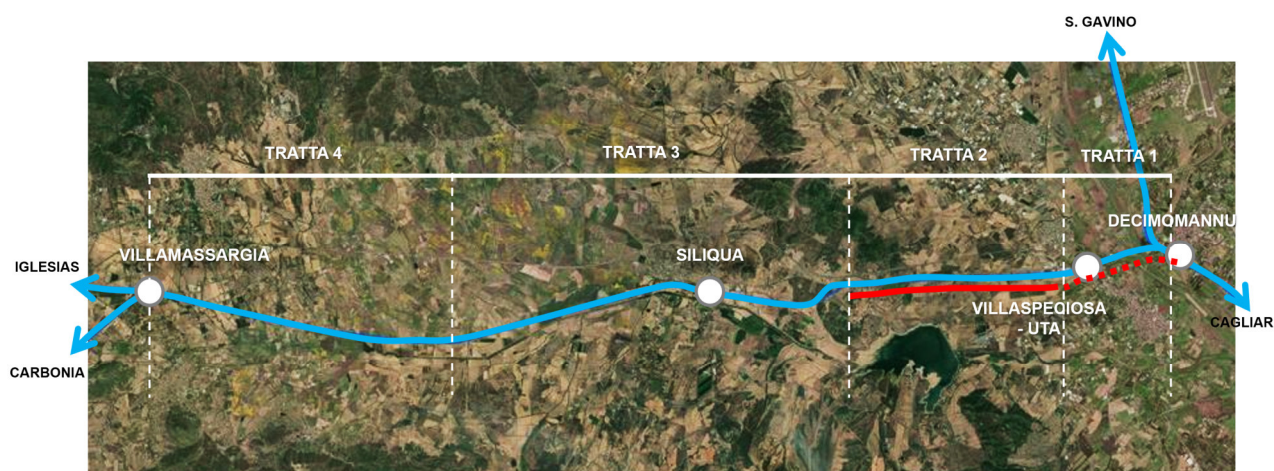 S. GAVINO
TRATTA 4
TRATTA 3
TRATTA 2
TRATTA 1
DECIMOMANNU
VILLAMASSARGIA
SILIQUA
IGLESIAS
VILLASPECIOSA
- UTA
CAGLIAR
CARBONIA